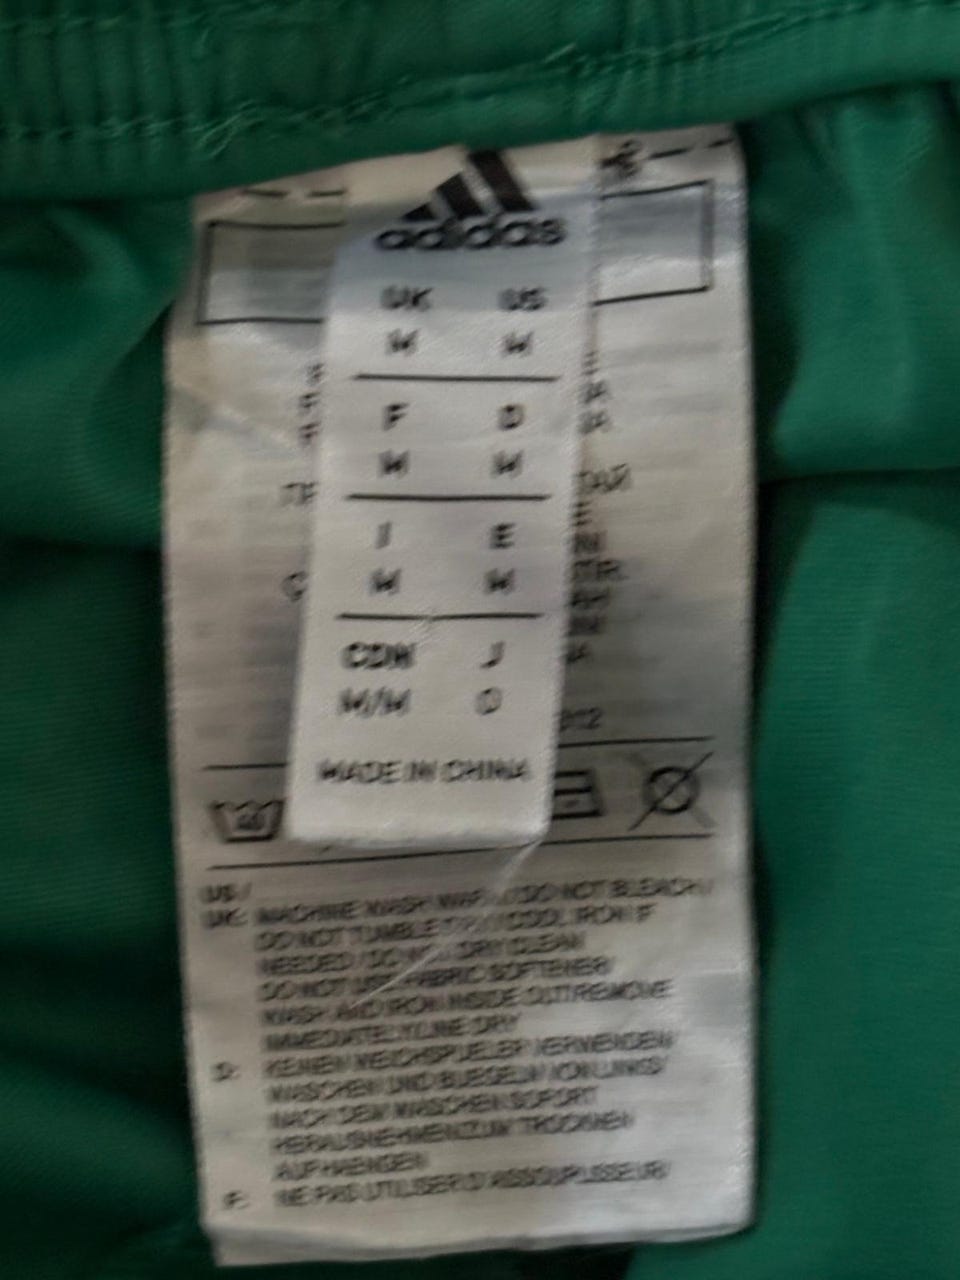 adidas
UK US
M M
F D
M M
I E
M M
CDN J
M/M O
MADE IN CHINA
40
US /
UK: MACHINE WASH WARM / DO NOT BLEACH /
DO NOT TUMBLE DRY / COOL IRON IF
NEEDED / DO NOT DRY CLEAN
DO NOT USE FABRIC SOFTENER/
WASH AND IRON INSIDE OUT/REMOVE
IMMEDIATELY/LINE DRY
D: KEINEN WEICHSPUELER VERWENDEN/
WASCHEN UND BUEGELN VON LINKS/
NACH DEM WASCHEN SOFORT
HERAUSNEHMEN/ZUM TROCKNEN
AUFHAENGEN
F: NE PAS UTILISER D'ASSOUPLISSEUR/